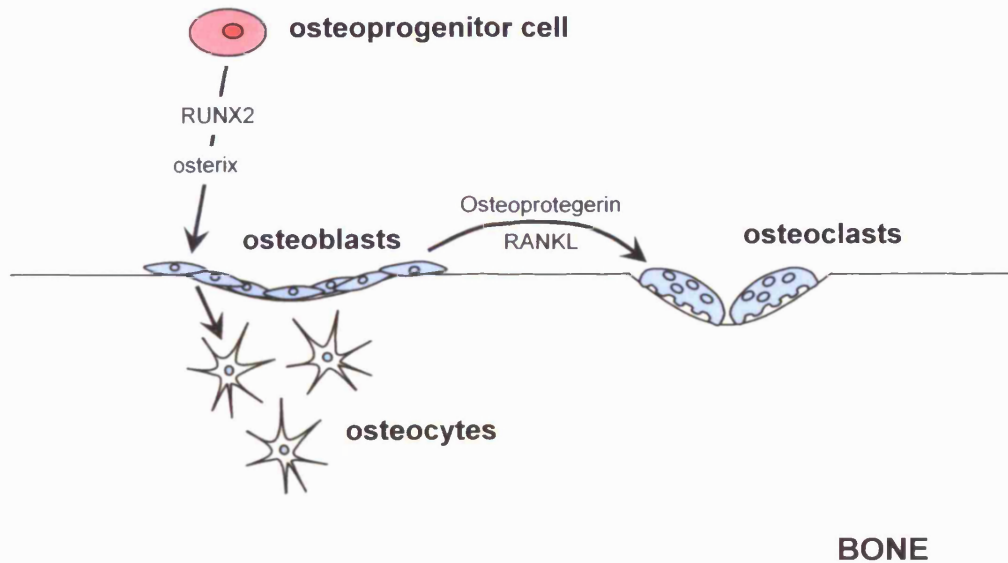 osteoprogenitor cell
RUNX2
osterix
Osteoprotegerin
RANKL
osteoblasts
osteoclasts
osteocytes
BONE